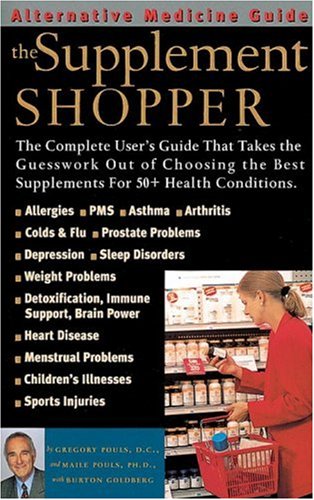 Alternative Medicine Guide
the Supplement
SHOPPER
The Complete User's Guide That Takes the
Guesswork Out of Choosing the Best
Supplements For 50+ Health Conditions.
Allergies PMS Asthma Arthritis
Colds & Flu Prostate Problems
Depression Sleep Disorders
Weight Problems
Detoxification, Immune
Support, Brain Power
Heart Disease
Menstrual Problems
Children's Illnesses
Sports Injuries
by GREGORY POULS, D.C.,
and MAILE POULS, PH.D.,
with BURTON GOLDBERG